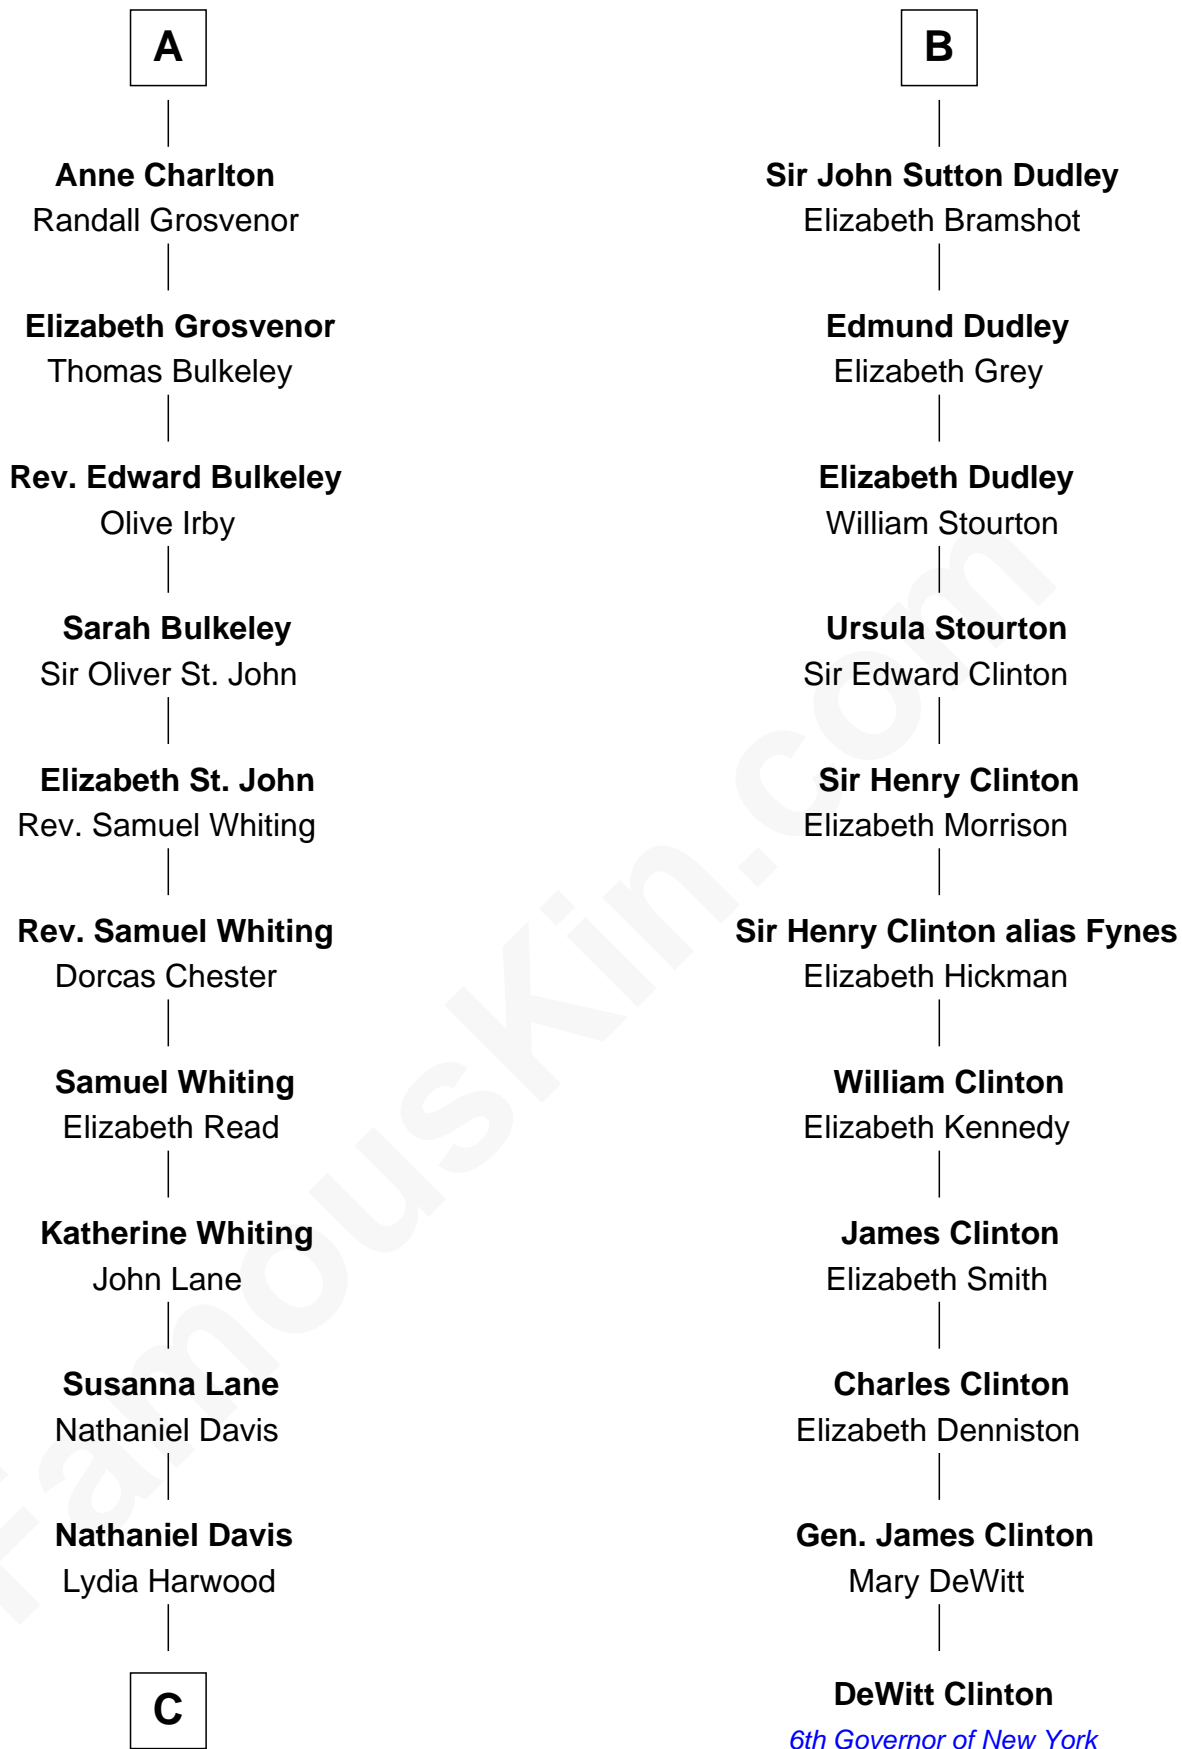 A
Anne Charlton
Randall Grosvenor
Elizabeth Grosvenor
Thomas Bulkeley
Rev. Edward Bulkeley
Olive Irby
Sarah Bulkeley
Sir Oliver St. John
Elizabeth St. John
Rev. Samuel Whiting
Rev. Samuel Whiting
Dorcas Chester
Samuel Whiting
Elizabeth Read
Katherine Whiting
John Lane
Susanna Lane
Nathaniel Davis
Nathaniel Davis
Lydia Harwood
C
B
Sir John Sutton Dudley
Elizabeth Bramshot
Edmund Dudley
Elizabeth Grey
Elizabeth Dudley
William Stourton
Ursula Stourton
Sir Edward Clinton
Sir Henry Clinton
Elizabeth Morrison
Sir Henry Clinton alias Fynes
Elizabeth Hickman
William Clinton
Elizabeth Kennedy
James Clinton
Elizabeth Smith
Charles Clinton
Elizabeth Denniston
Gen. James Clinton
Mary DeWitt
DeWitt Clinton
6th Governor of New York
FamousKin.com